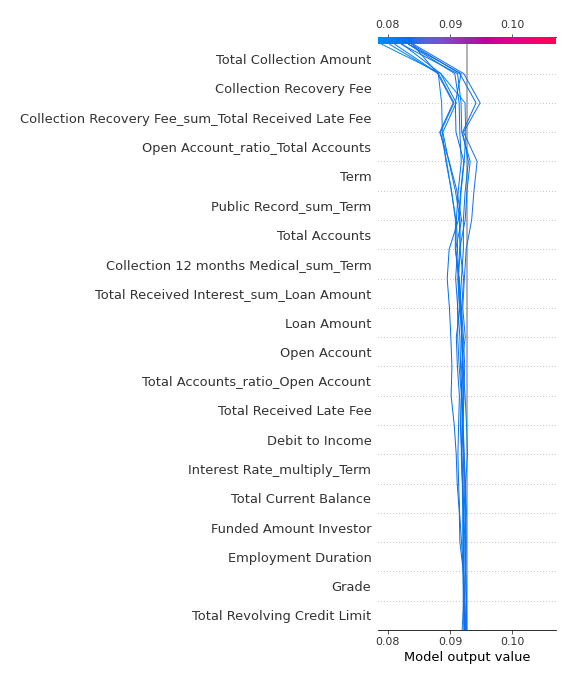 0.08 0.09 0.10
Total Collection Amount
Collection Recovery Fee
Collection Recovery Fee_sum_Total Received Late Fee
Open Account_ratio_Total Accounts
Term
Public Record_sum_Term
Total Accounts
Collection 12 months Medical_sum_Term
Total Received Interest_sum_Loan Amount
Loan Amount
Open Account
Total Accounts_ratio_Open Account
Total Received Late Fee
Debit to Income
Interest Rate_multiply_Term
Total Current Balance
Funded Amount Investor
Employment Duration
Grade
Total Revolving Credit Limit
0.08 0.09 0.10
Model output value